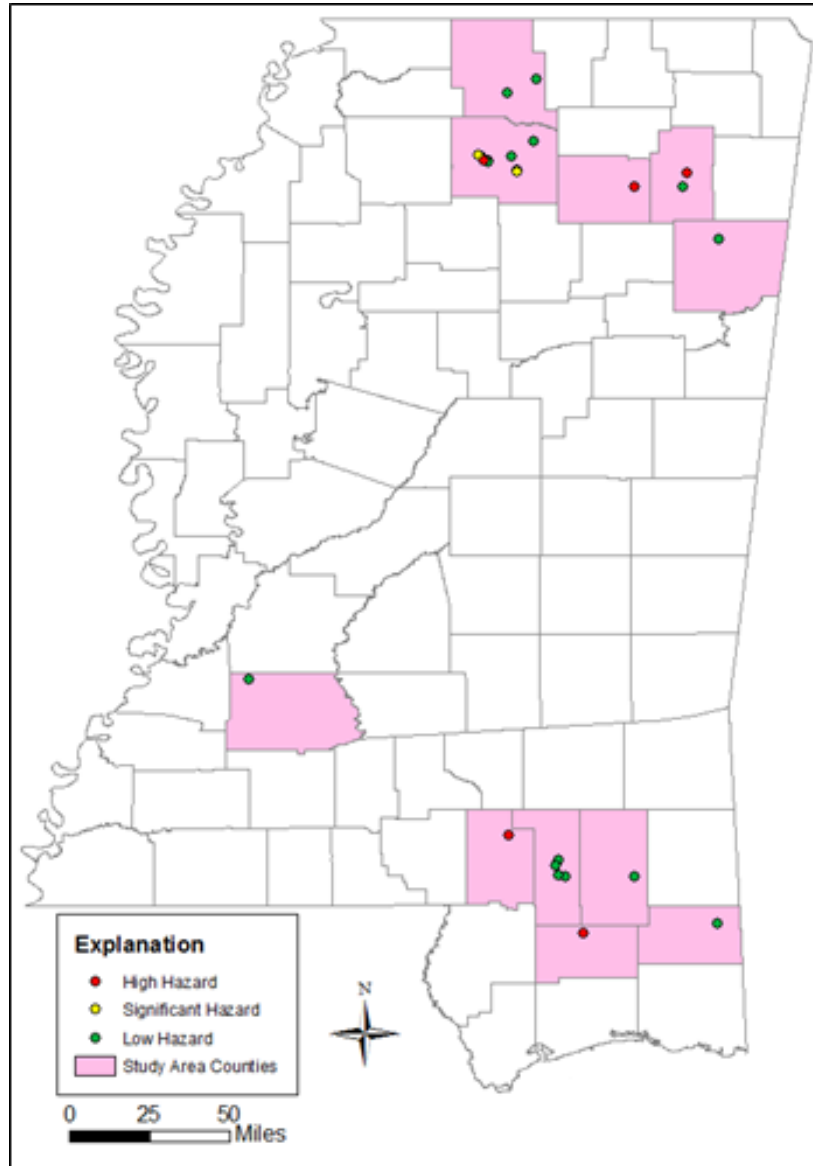 Explanation
High Hazard
Significant Hazard
Low Hazard
Study Area Counties
N
0 25 50
Miles